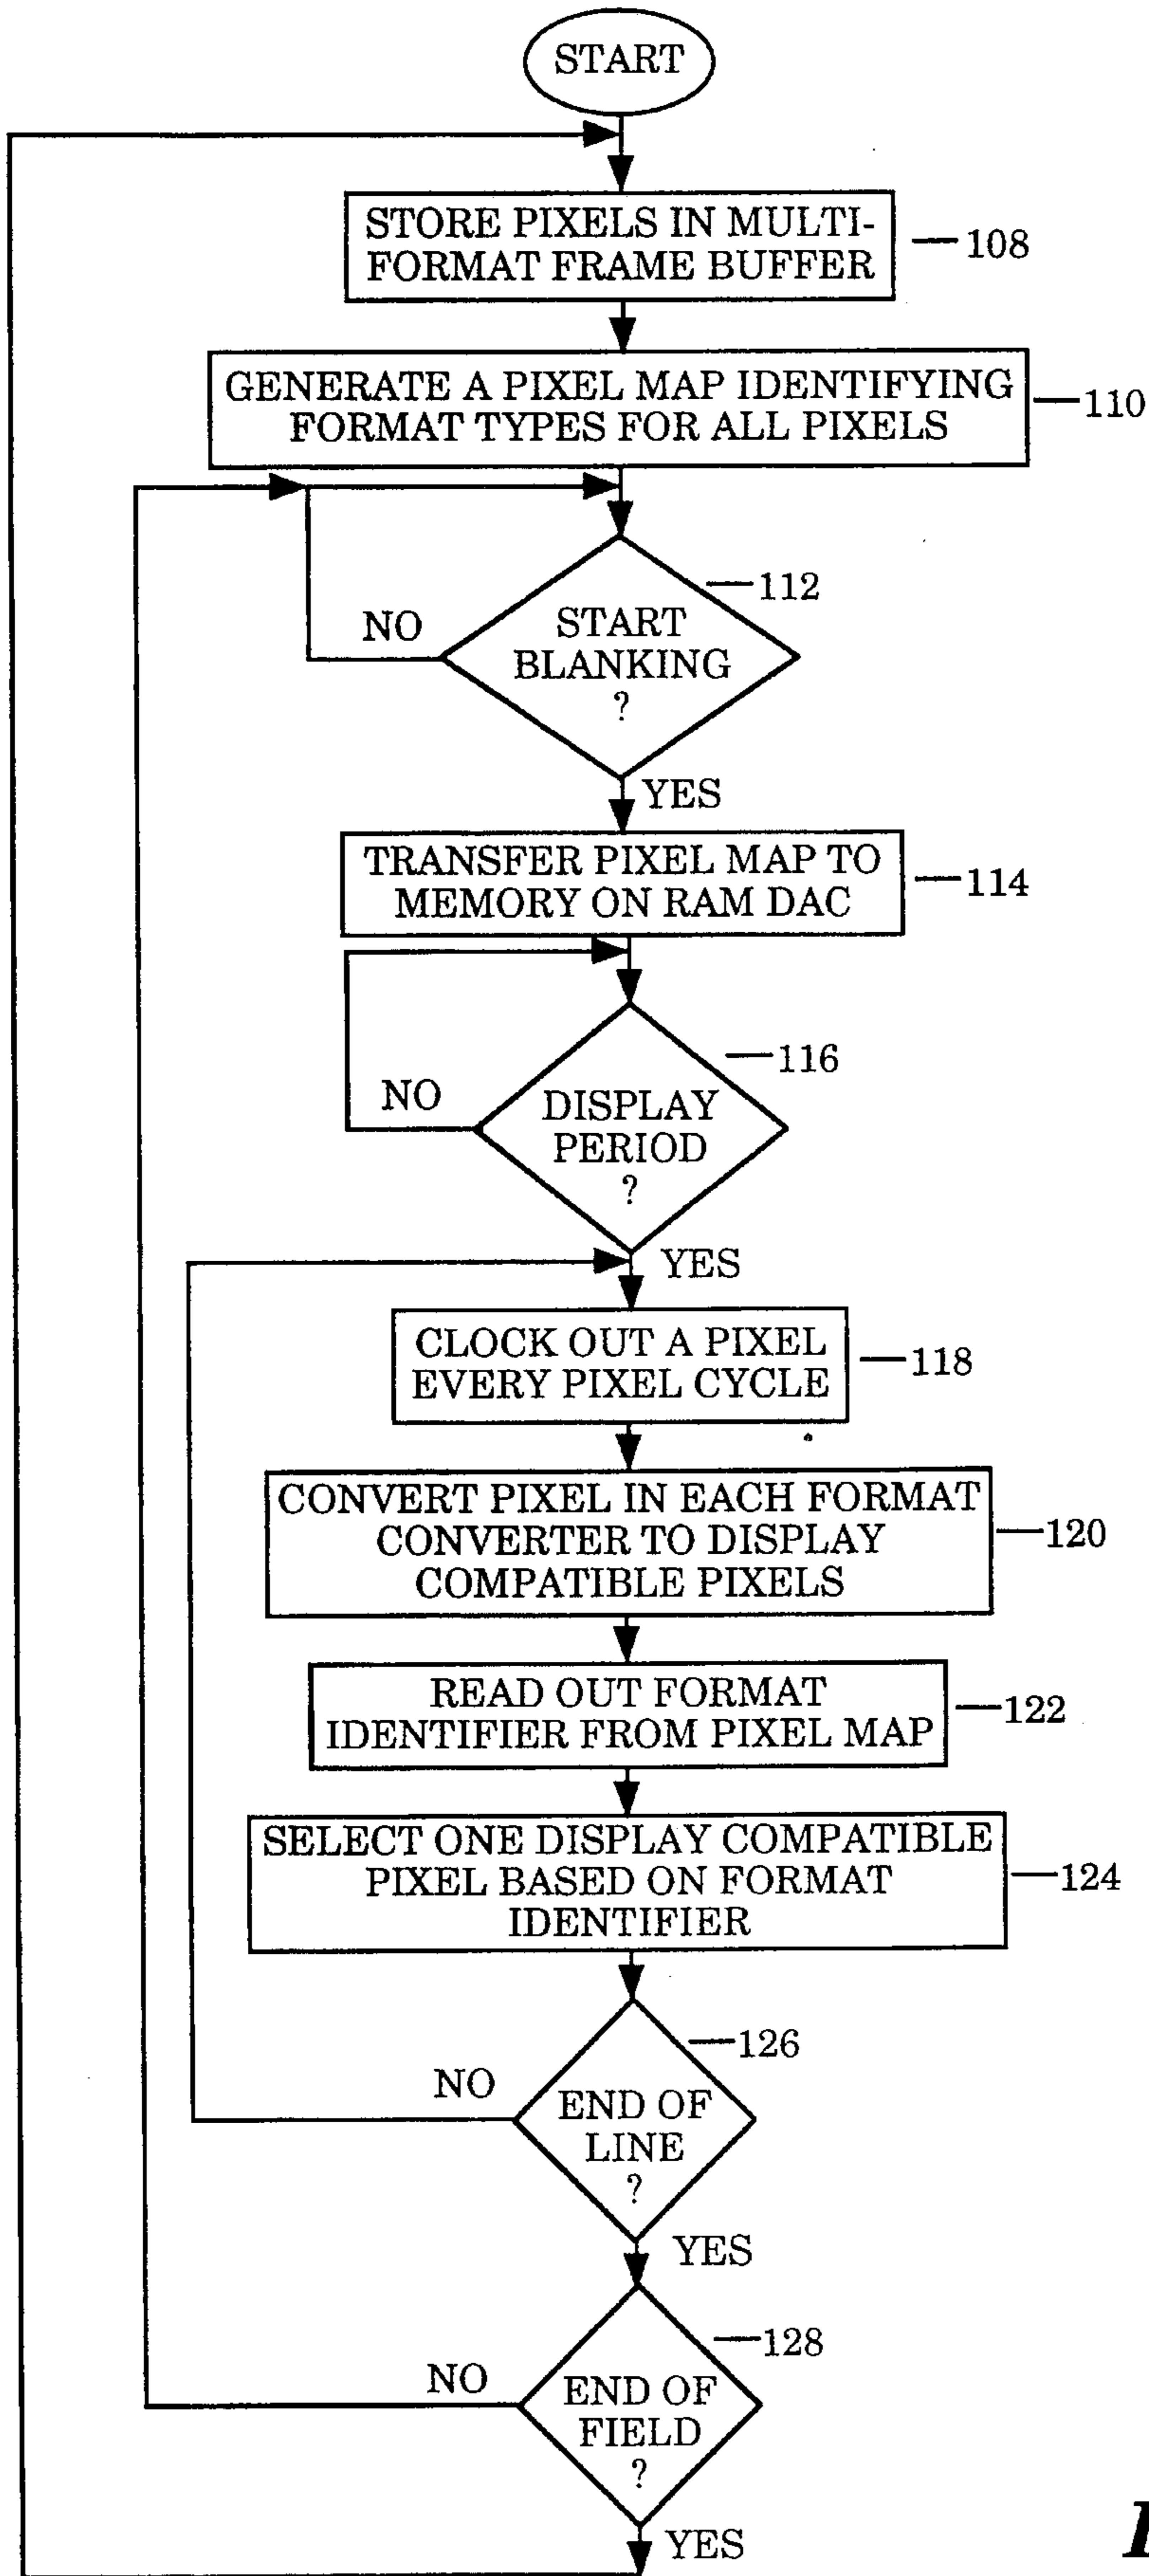 START
STORE PIXELS IN MULTI-
FORMAT FRAME BUFFER
108
GENERATE A PIXEL MAP IDENTIFYING
FORMAT TYPES FOR ALL PIXELS
110
112
NO
START
BLANKING
?
YES
TRANSFER PIXEL MAP TO
MEMORY ON RAM DAC
114
116
NO
DISPLAY
PERIOD
?
YES
CLOCK OUT A PIXEL
EVERY PIXEL CYCLE
118
CONVERT PIXEL IN EACH FORMAT
CONVERTER TO DISPLAY
COMPATIBLE PIXELS
120
READ OUT FORMAT
IDENTIFIER FROM PIXEL MAP
122
SELECT ONE DISPLAY COMPATIBLE
PIXEL BASED ON FORMAT
IDENTIFIER
124
126
NO
END OF
LINE
?
YES
128
NO
END OF
FIELD
?
YES